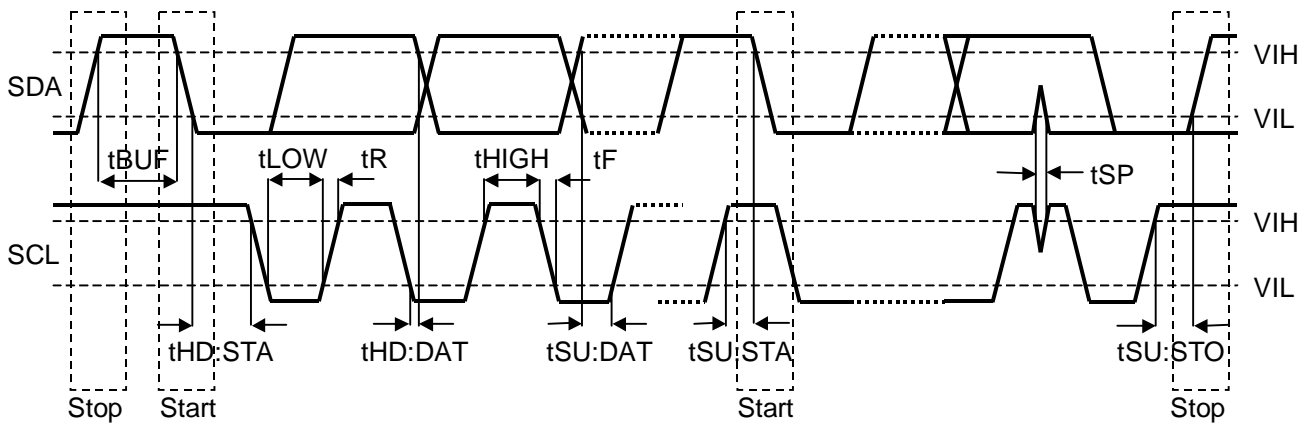 VIH
SDA
VIL
tBUF tLOW tR tHIGH tF tSP
VIH
SCL
VIL
tHD:STA tHD:DAT tSU:DAT tSU:STA tSU:STO
Stop Start Start Stop